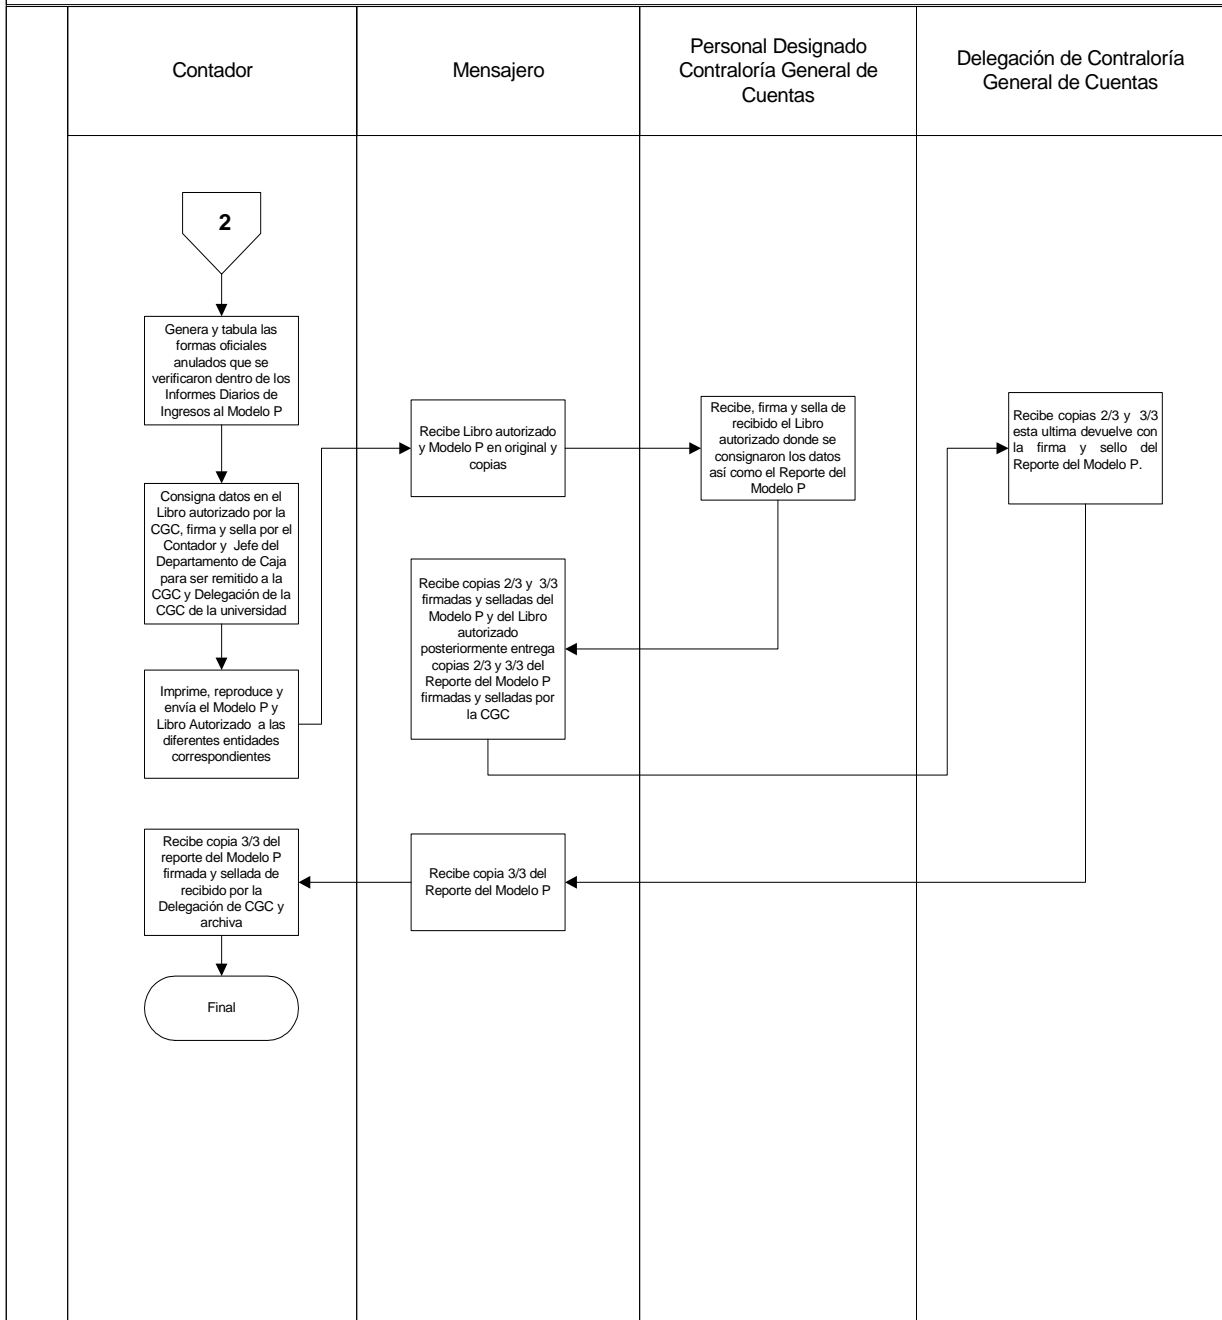 Contador
Mensajero
Personal Designado
Contraloría General de
Cuentas
Delegación de Contraloría
General de Cuentas
2
Genera y tabula las
formas oficiales
anulados que se
verificaron dentro de los
Informes Diarios de
Ingresos al Modelo P
Consigna datos en el
Libro autorizado por la
CGC, firma y sella por el
Contador y Jefe del
Departamento de Caja
para ser remitido a la
CGC y Delegación de la
CGC de la universidad
Imprime, reproduce y
envía el Modelo P y
Libro Autorizado a las
diferentes entidades
correspondientes
Recibe Libro autorizado
y Modelo P en original y
copias
Recibe, firma y sella de
recibido el Libro
autorizado donde se
consignaron los datos
así como el Reporte del
Modelo P
Recibe copias 2/3 y 3/3
firmadas y selladas del
Modelo P y del Libro
autorizado
posteriormente entrega
copias 2/3 y 3/3 del
Reporte del Modelo P
firmadas y selladas por
la CGC
Recibe copias 2/3 y 3/3
esta ultima devuelve con
la firma y sello del
Reporte del Modelo P.
Recibe copia 3/3 del
Reporte del Modelo P
Recibe copia 3/3 del
reporte del Modelo P
firmada y sellada de
recibido por la
Delegación de CGC y
archiva
Final